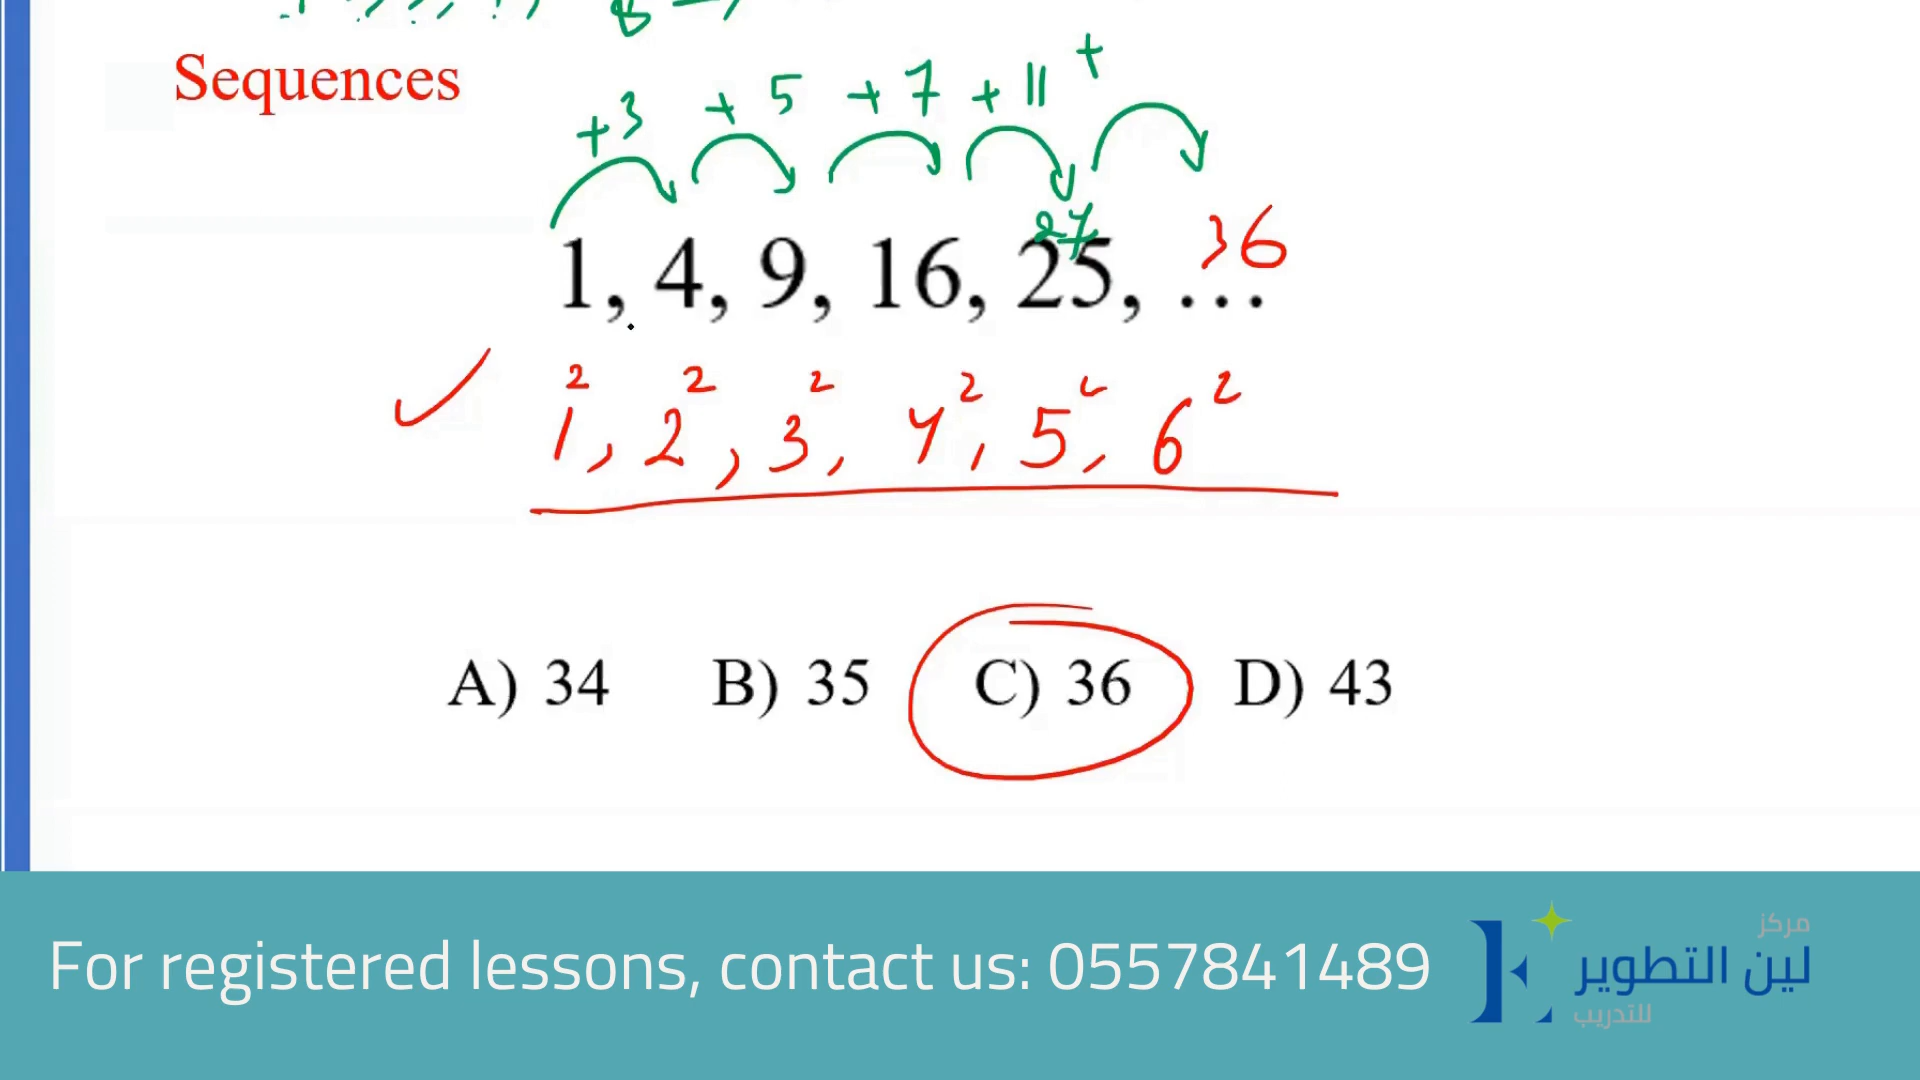 Sequences
+3 +5 +7 +11 +
27
1, 4, 9, 16, 25, ... 36
1², 2², 3², 4², 5², 6²
A) 34 B) 35 C) 36 D) 43
For registered lessons, contact us: 0557841489
مركز
لين التطوير
للتدريب